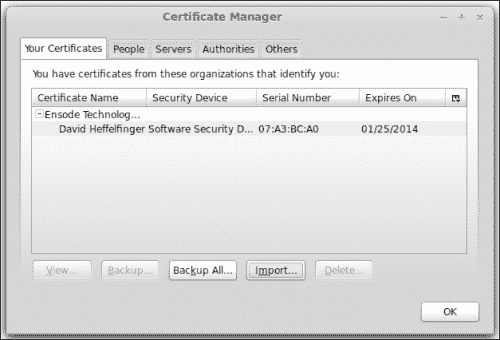 Certificate Manager
Your Certificates People Servers Authorities Others
You have certificates from these organizations that identify you:
Certificate Name Security Device Serial Number Expires On
Ensode Technolog...
David Heffelfinger Software Security D... 07:A3:BC:A0 01/25/2014
View... Backup... Backup All... Import... Delete...
OK